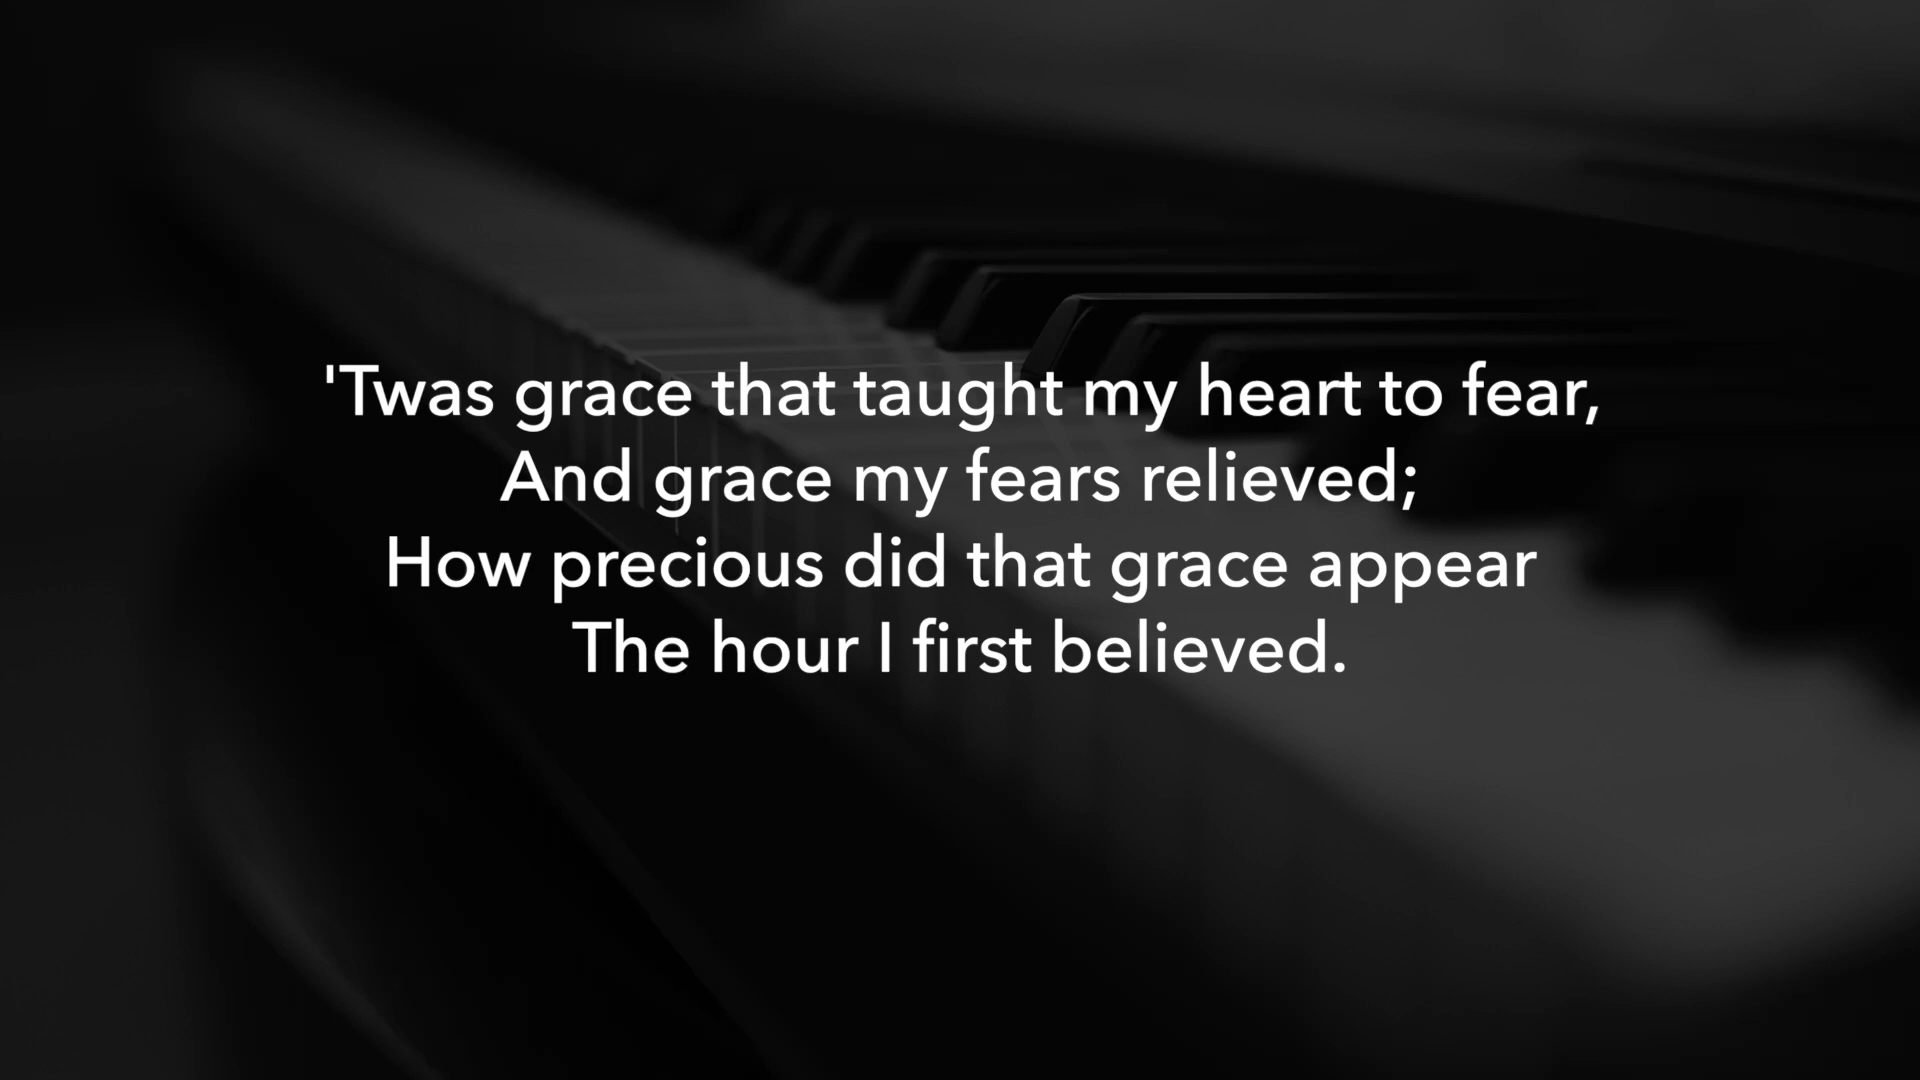 'Twas grace that taught my heart to fear,
And grace my fears relieved;
How precious did that grace appear
The hour I first believed.